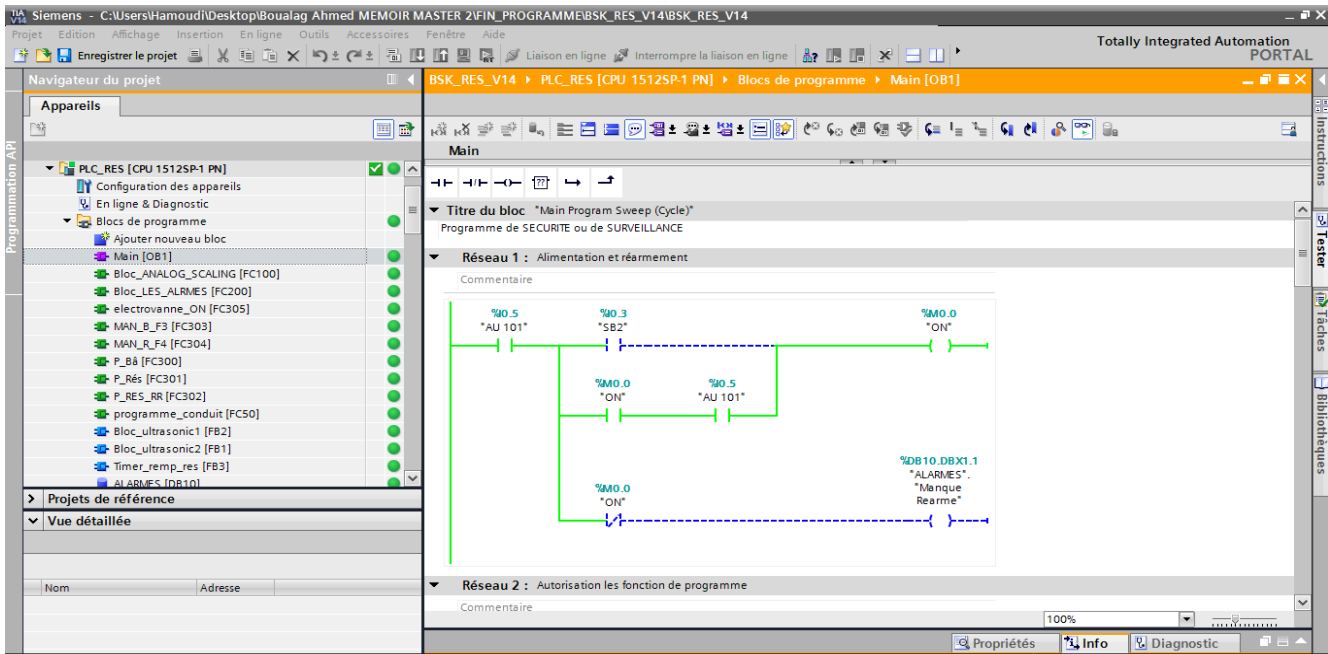 TIA V14 Siemens - C:\Users\Hamoudi\Desktop\Boualag Ahmed MEMOIR MASTER 2\FIN_PROGRAMME\BSK_RES_V14\BSK_RES_V14
Projet Edition Affichage Insertion En ligne Outils Accessoires Fenêtre Aide
Totally Integrated Automation
PORTAL
Enregistrer le projet Liaison en ligne Interrompre la liaison en ligne
Navigateur du projet
BSK_RES_V14 PLC_RES [CPU 1512SP-1 PN] Blocs de programme Main [OB1]
Appareils
Programmation API
PLC_RES [CPU 1512SP-1 PN]
Configuration des appareils
En ligne & Diagnostic
Blocs de programme
Ajouter nouveau bloc
Main [OB1]
Bloc_ANALOG_SCALING [FC100]
Bloc_LES_ALRMES [FC200]
electrovanne_ON [FC305]
MAN_B_F3 [FC303]
MAN_R_F4 [FC304]
P_Bâ [FC300]
P_Rés [FC301]
P_RES_RR [FC302]
programme_conduit [FC50]
Bloc_ultrasonic1 [FB2]
Bloc_ultrasonic2 [FB1]
Timer_remp_res [FB3]
ALARMES [DB10]
Projets de référence
Vue détaillée
Nom Adresse
Main
??
Titre du bloc "Main Program Sweep (Cycle)"
Programme de SECURITE ou de SURVEILLANCE
Réseau 1 : Alimentation et réarmement
Commentaire
%I0.5 %I0.3 %M0.0
"AU 101" "SB2" "ON"
%M0.0 %I0.5
"ON" "AU 101"
%DB10.DBX1.1
"ALARMES".
"Manque
Rearme"
%M0.0
"ON"
Réseau 2 : Autorisation les fonction de programme
Commentaire
100%
Propriétés Info Diagnostic
Instructions
Tester
Tâches
Bibliothèques